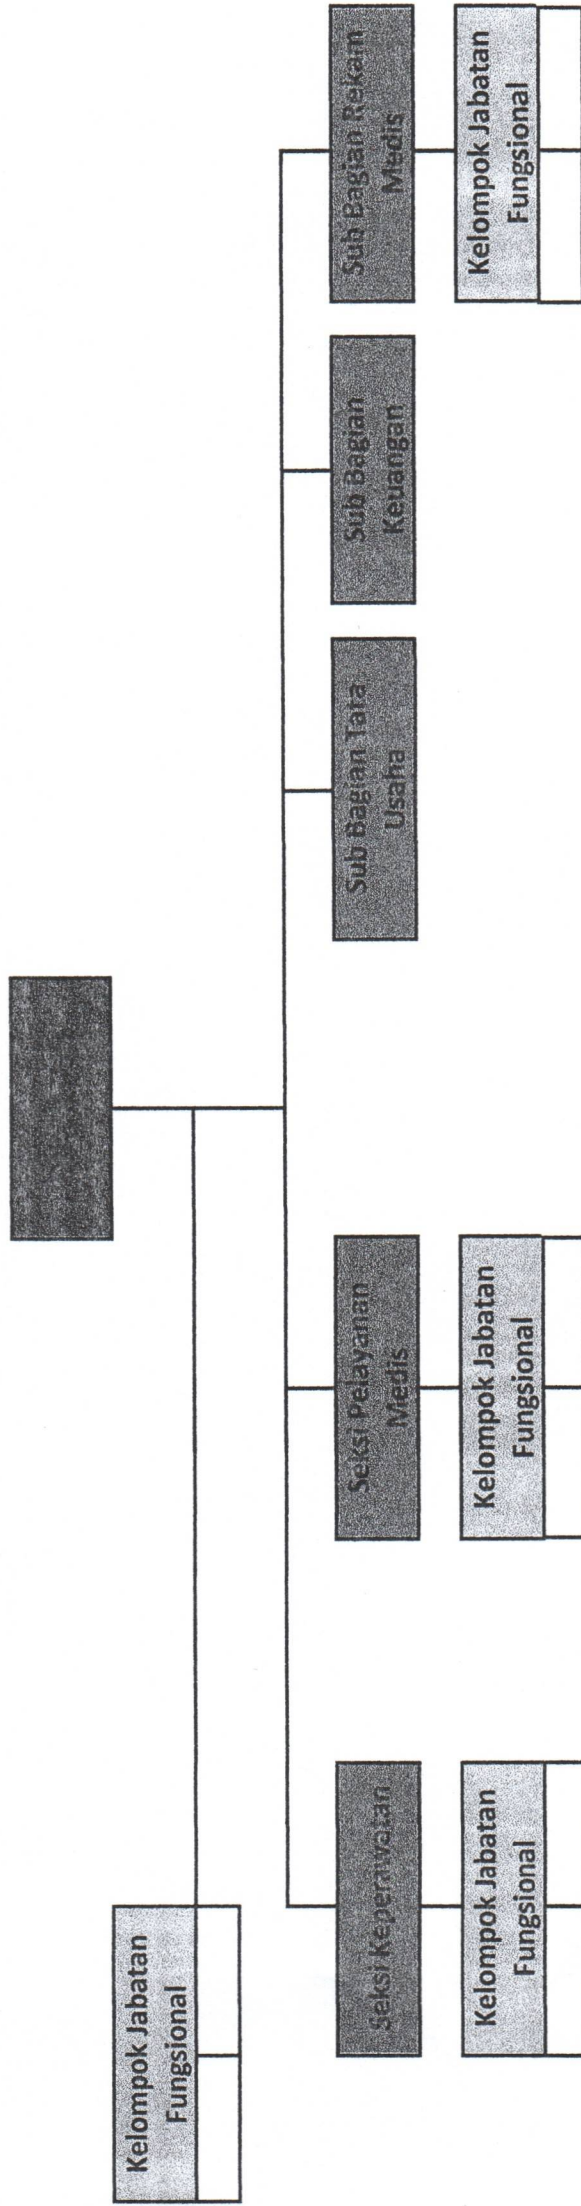 Kelompok Jabatan
Fungsional
Seksi Keperawatan
Kelompok Jabatan
Fungsional
Seksi Pelayanan
Medis
Kelompok Jabatan
Fungsional
Sub Bagian Tata
Usaha
Sub Bagian
Keuangan
Sub Bagian Rekam
Medis
Kelompok Jabatan
Fungsional